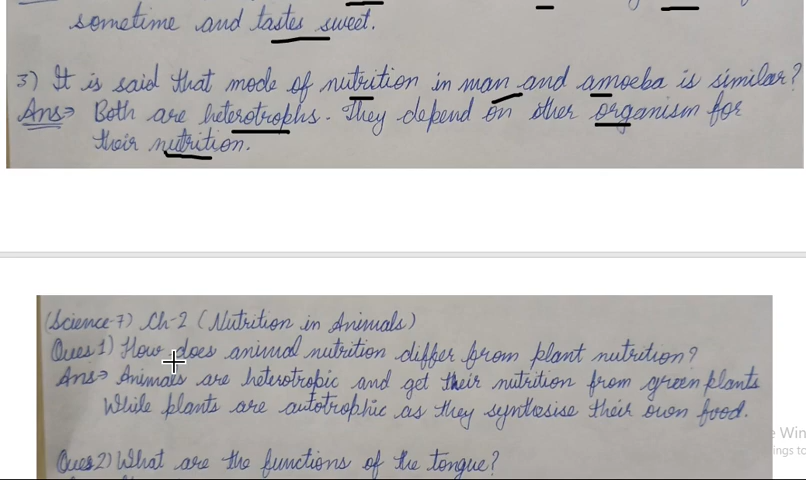 sometime and tastes sweet.
3) It is said that mode of nutrition in man and amoeba is similar?
Ans⇒ Both are heterotrophs. They depend on other organism for
their nutrition.
(Science-7) Ch-2 (Nutrition in Animals)
Ques 1) How does animal nutrition differ from plant nutrition?
Ans⇒ Animals are heterotropic and get their nutrition from green plants
While plants are autotrophic as they synthesise their own food.
Ques 2) What are the functions of the tongue?